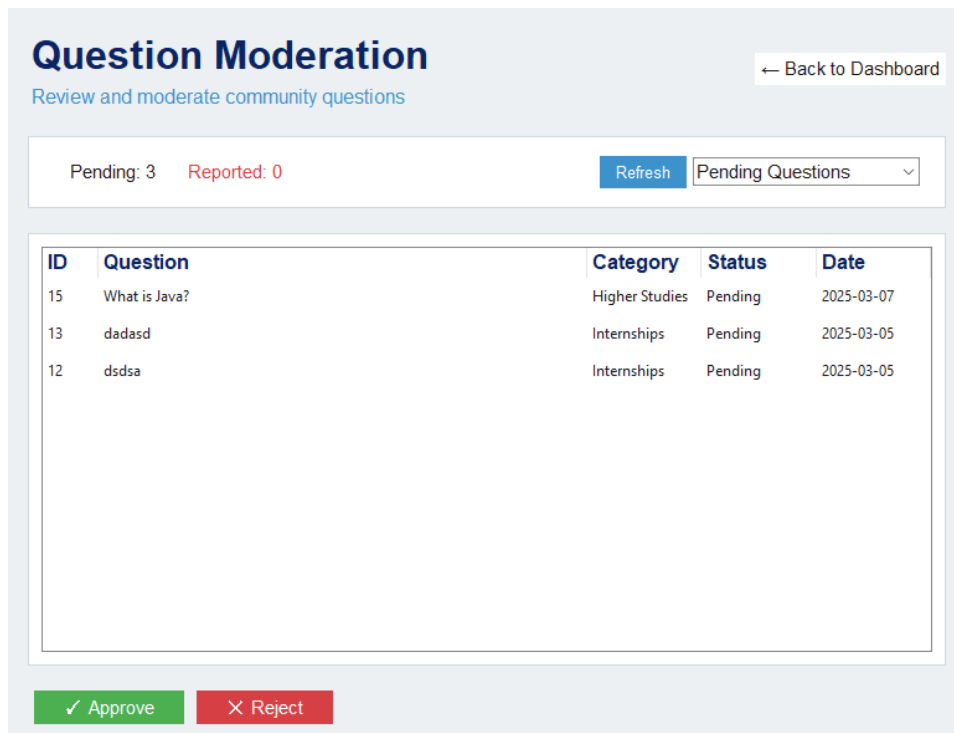 Question Moderation
← Back to Dashboard
Review and moderate community questions
Pending: 3 Reported: 0 Refresh Pending Questions
ID Question Category Status Date
15 What is Java? Higher Studies Pending 2025-03-07
13 dadasd Internships Pending 2025-03-05
12 dsdsa Internships Pending 2025-03-05
✓ Approve ✕ Reject